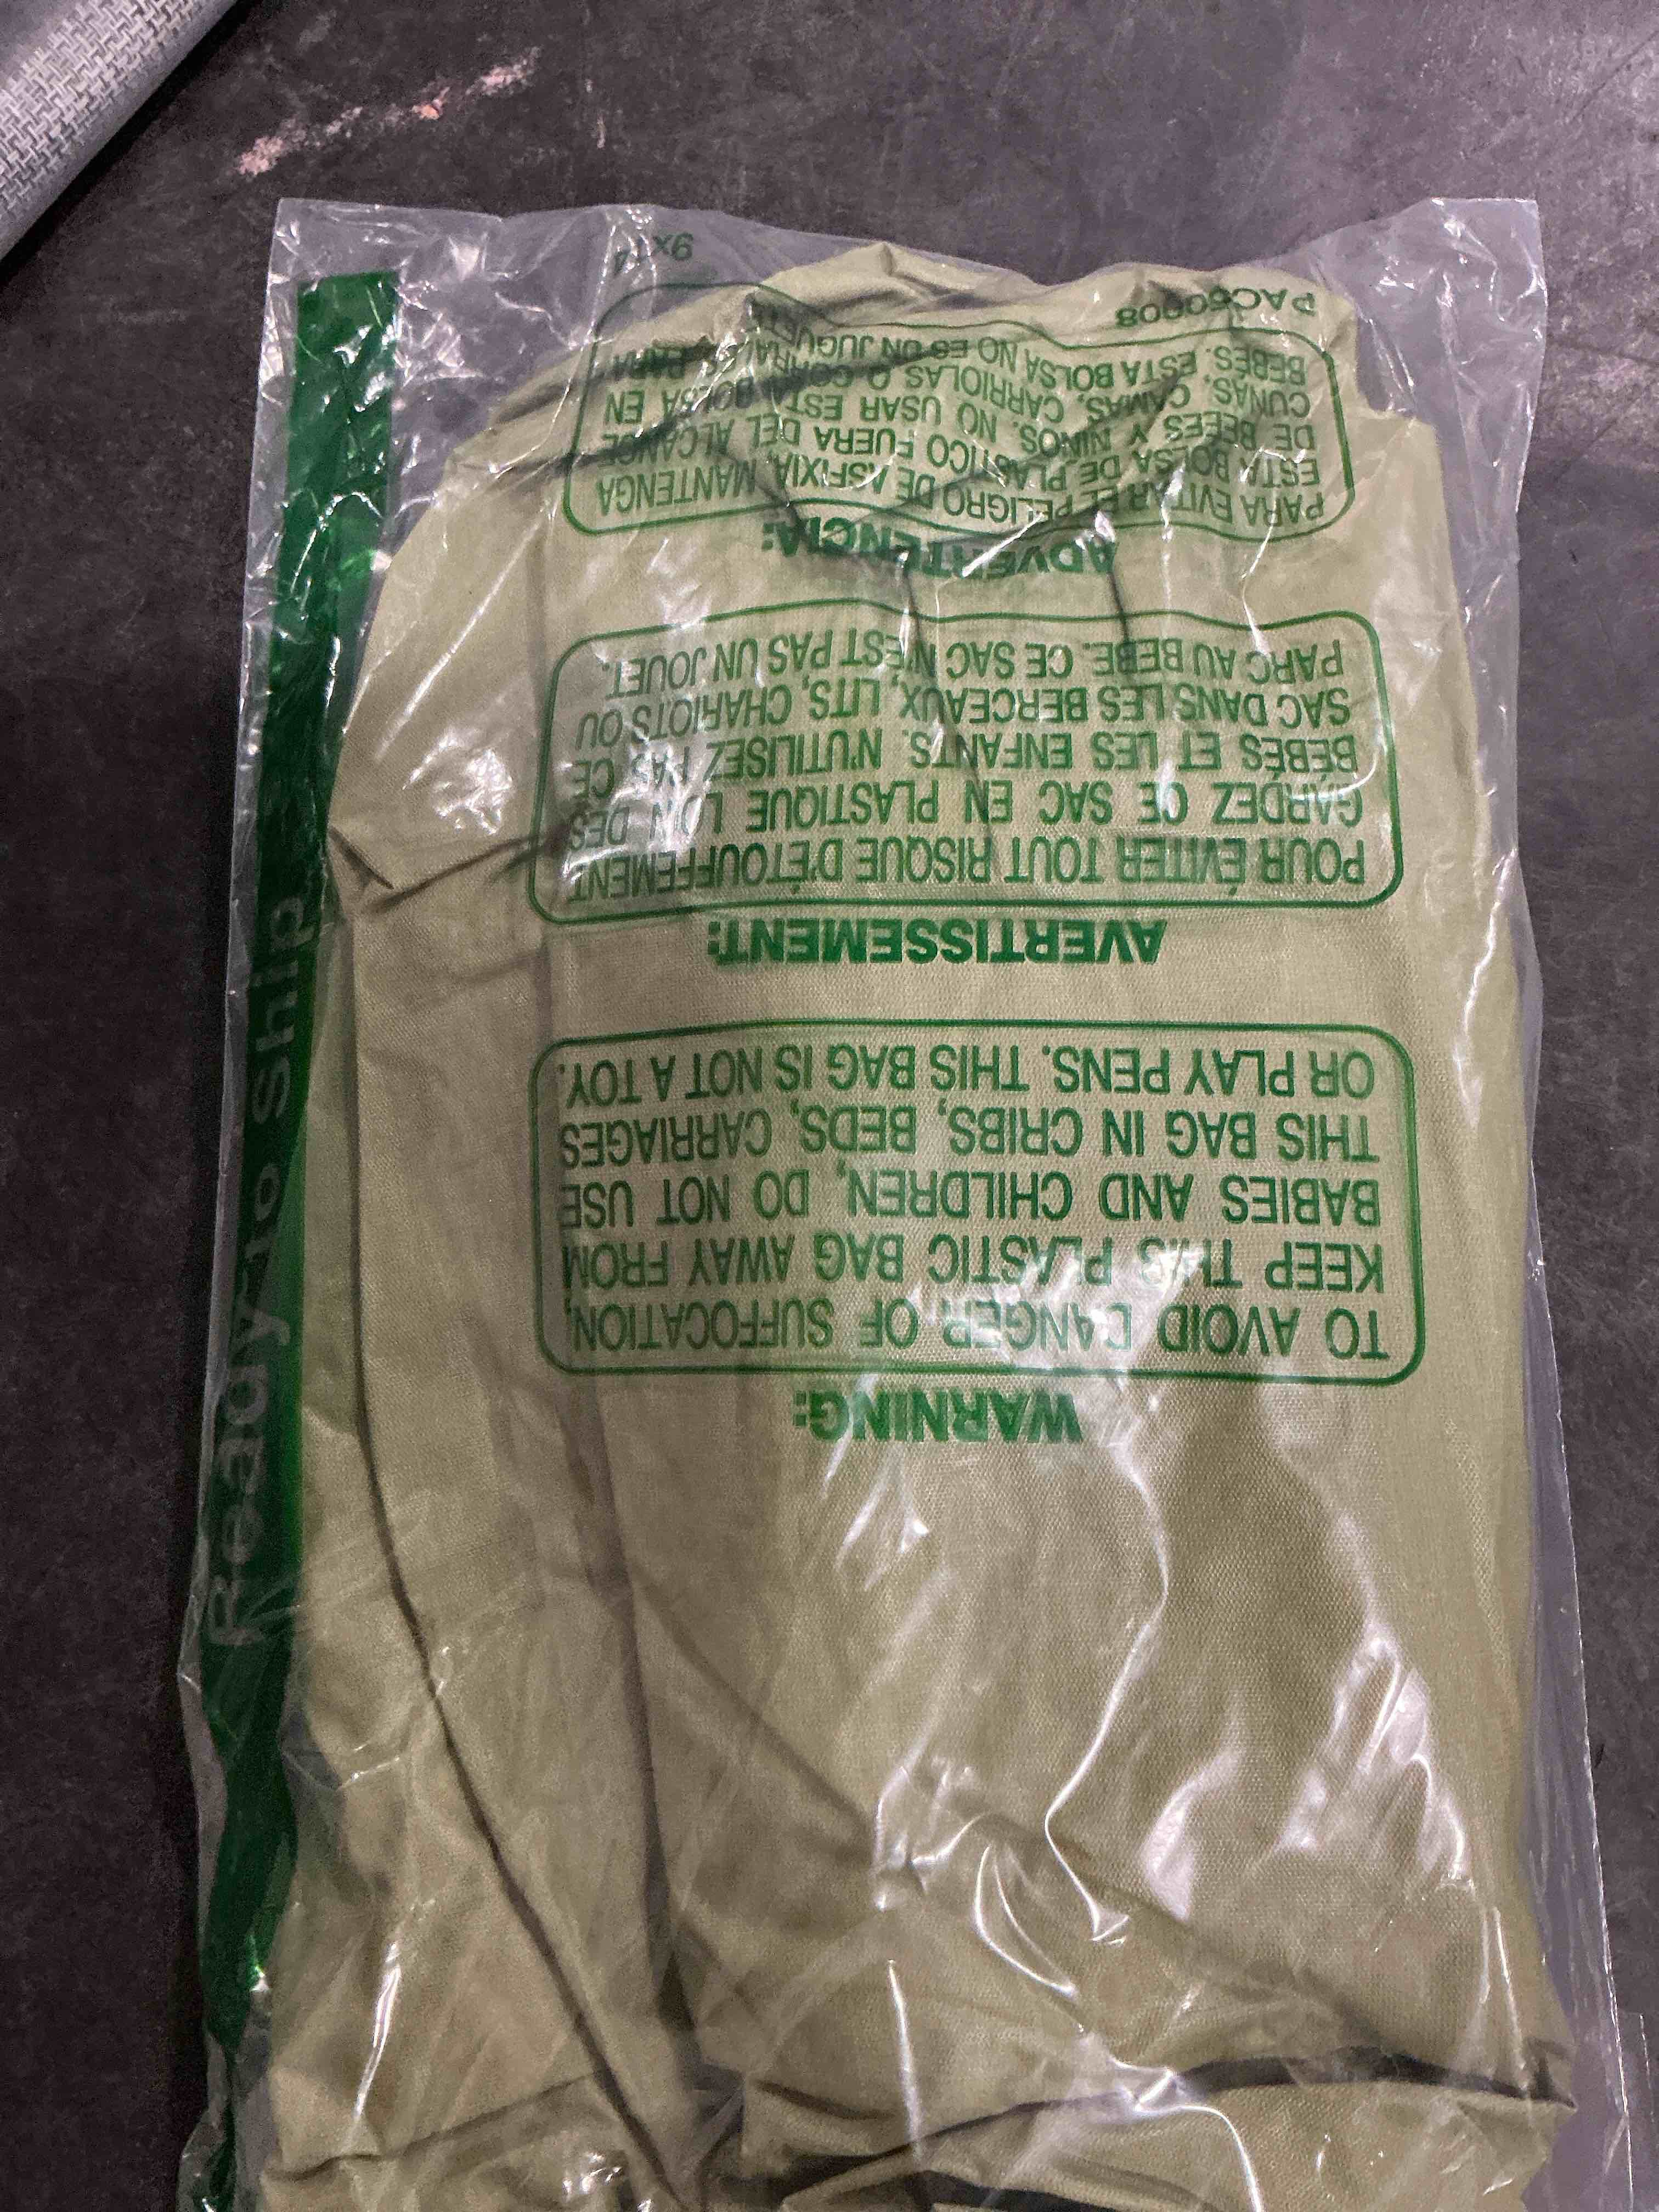 WARNING:
TO AVOID DANGER OF SUFFOCATION,
KEEP THIS PLASTIC BAG AWAY FROM
BABIES AND CHILDREN, DO NOT USE
THIS BAG IN CRIBS, BEDS, CARRIAGES
OR PLAY PENS. THIS BAG IS NOT A TOY.
AVERTISSEMENT:
POUR ÉVITER TOUT RISQUE D'ÉTOUFFEMENT
GARDEZ CE SAC EN PLASTIQUE LOIN DES
BÉBÉS ET LES ENFANTS. N'UTILISEZ PAS CE
SAC DANS LES BERCEAUX, LITS, CHARIOTS OU
PARC AU BEBE. CE SAC N'EST PAS UN JOUET.
ADVERTENCIA:
PARA EVITAR EL PELIGRO DE ASFIXIA, MANTENGA
ESTA BOLSA DE PLASTICO FUERA DEL ALCANCE
DE BEBES Y NINOS. NO USAR ESTA BOLSA EN
CUNAS, CAMAS, CARRIOLAS O CORRALES PARA
BEBES. ESTA BOLSA NO ES UN JUGUETE
PAC50908
9x14
Ready to Ship